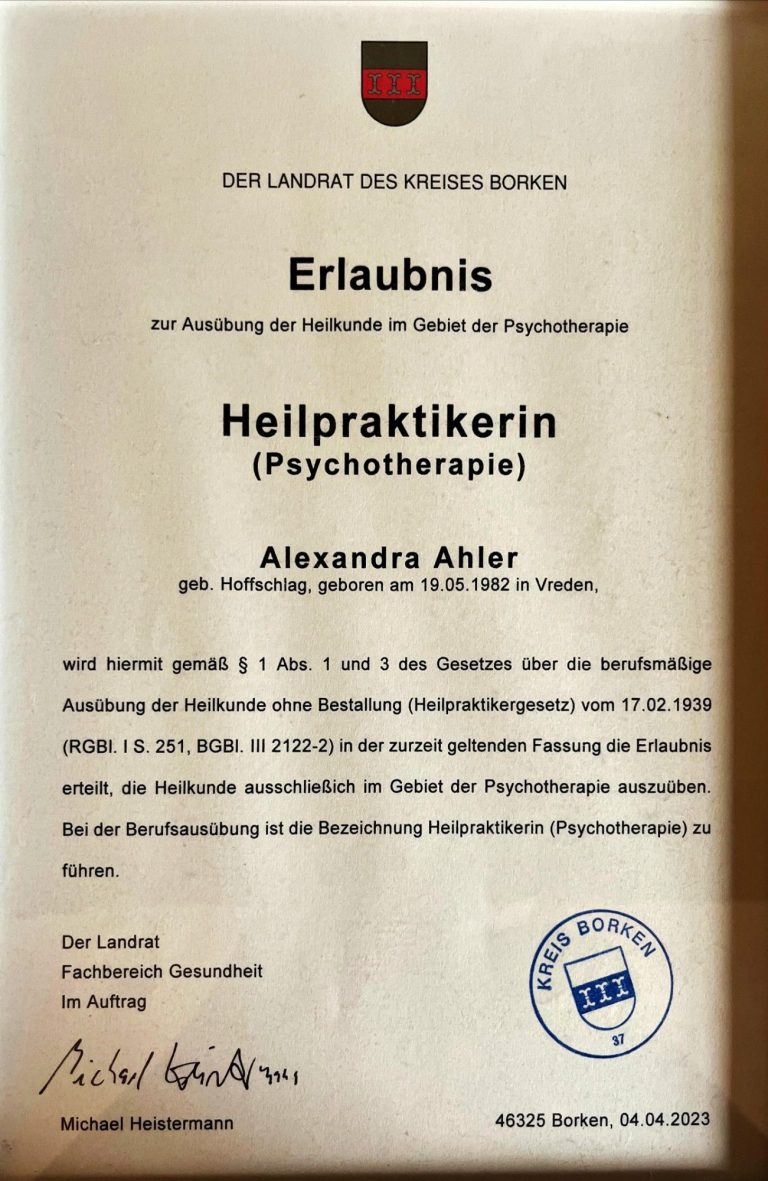 DER LANDRAT DES KREISES BORKEN
Erlaubnis
zur Ausübung der Heilkunde im Gebiet der Psychotherapie
Heilpraktikerin
(Psychotherapie)
Alexandra Ahler
geb. Hoffschlag, geboren am 19.05.1982 in Vreden,
wird hiermit gemäß § 1 Abs. 1 und 3 des Gesetzes über die berufsmäßige
Ausübung der Heilkunde ohne Bestallung (Heilpraktikergesetz) vom 17.02.1939
(RGBl. I S. 251, BGBl. III 2122-2) in der zurzeit geltenden Fassung die Erlaubnis
erteilt, die Heilkunde ausschließich im Gebiet der Psychotherapie auszuüben.
Bei der Berufsausübung ist die Bezeichnung Heilpraktikerin (Psychotherapie) zu
führen.
Der Landrat
Fachbereich Gesundheit
Im Auftrag
KREIS BORKEN
37
Michael Heistermann
46325 Borken, 04.04.2023